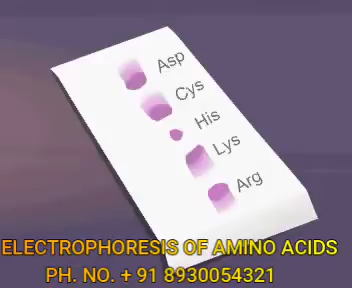 Asp
Cys
His
Lys
Arg
ELECTROPHORESIS OF AMINO ACIDS
PH. NO. + 91 8930054321